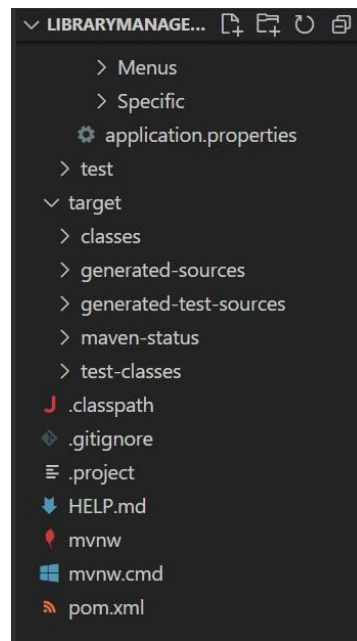 LIBRARYMANAGE...
Menus
Specific
application.properties
test
target
classes
generated-sources
generated-test-sources
maven-status
test-classes
.classpath
.gitignore
.project
HELP.md
mvnw
mvnw.cmd
pom.xml